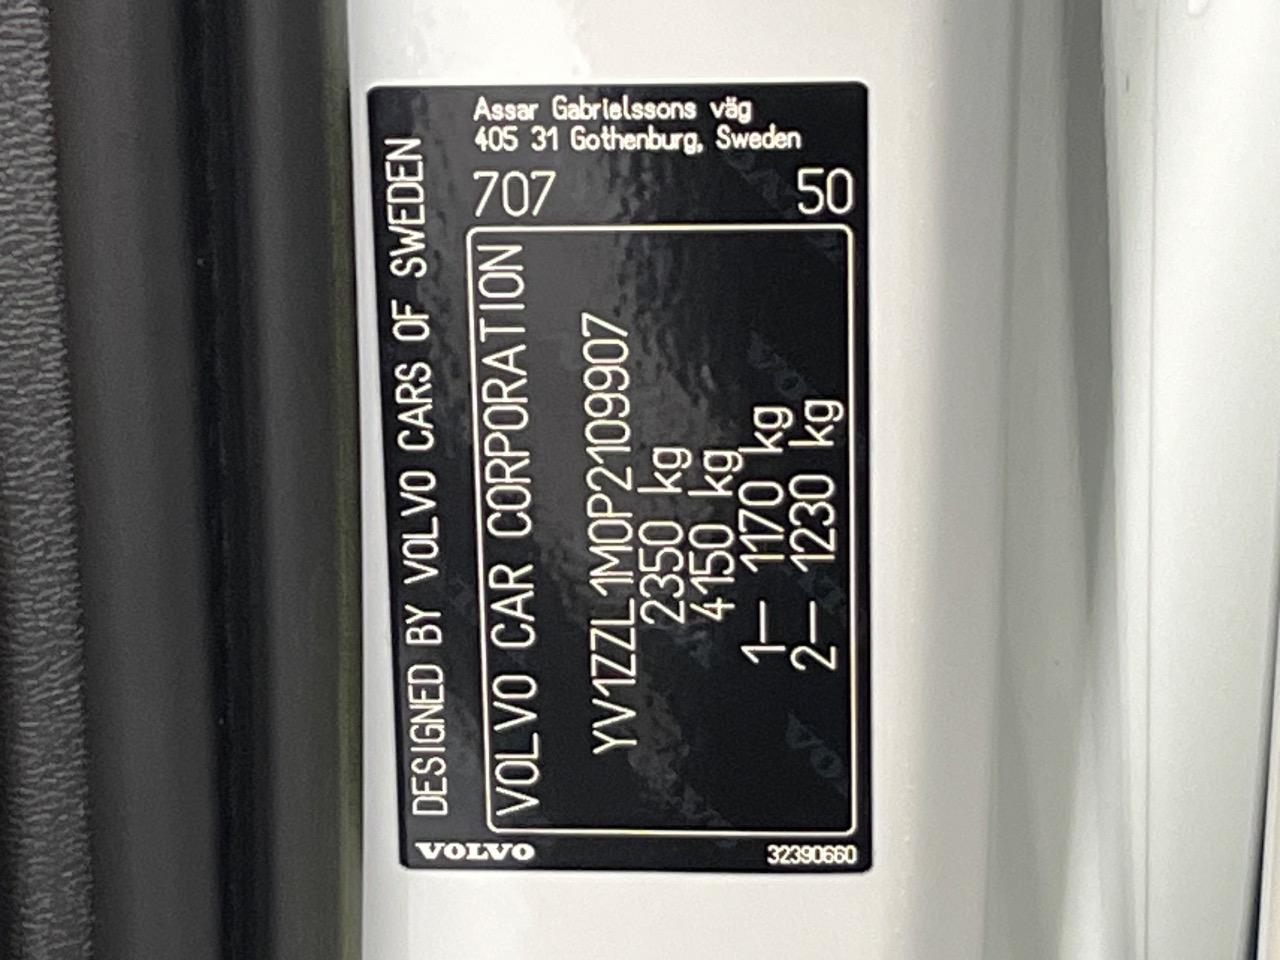 Assar Gabrielssons väg
405 31 Gothenburg, Sweden
707 50
DESIGNED BY VOLVO CARS OF SWEDEN
VOLVO CAR CORPORATION
YV1ZZL1M0P2109907
2350 kg
4150 kg
1– 1170 kg
2– 1230 kg
VOLVO
32390660